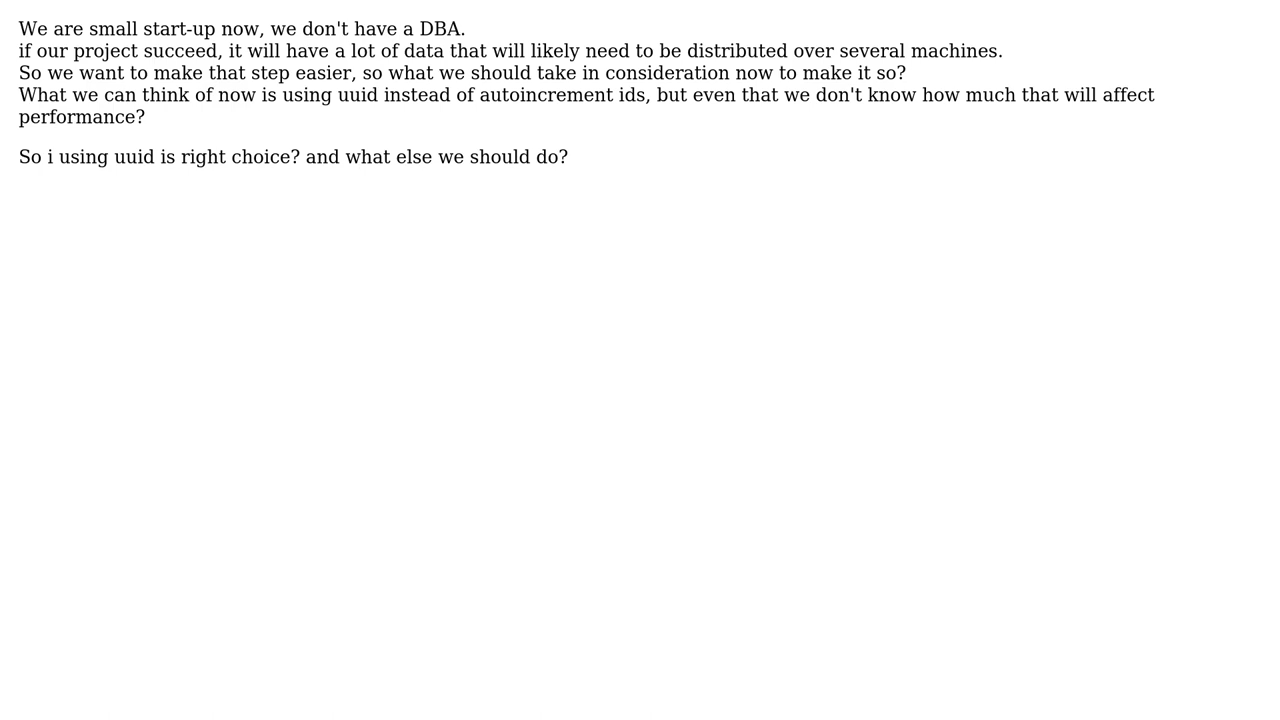 We are small start-up now, we don't have a DBA.
if our project succeed, it will have a lot of data that will likely need to be distributed over several machines.
So we want to make that step easier, so what we should take in consideration now to make it so?
What we can think of now is using uuid instead of autoincrement ids, but even that we don't know how much that will affect
performance?
So i using uuid is right choice? and what else we should do?